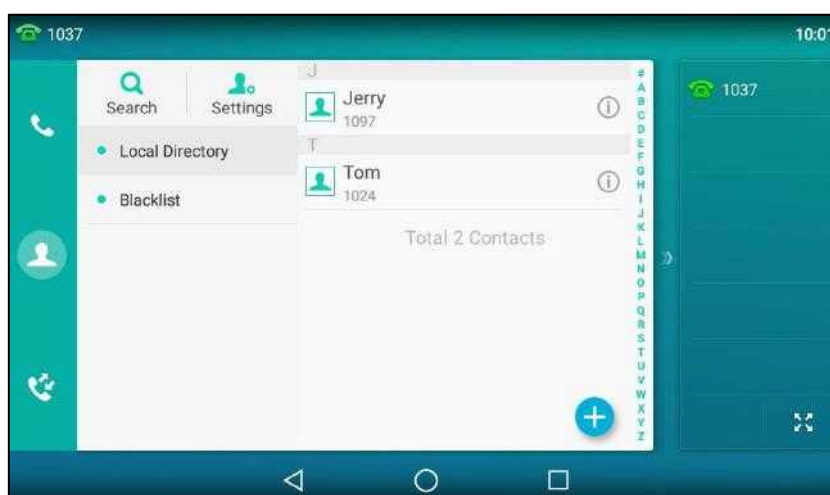 1037
10:01
Search
Settings
Local Directory
Blacklist
J
Jerry
1097
T
Tom
1024
Total 2 Contacts
#
A
B
C
D
E
F
G
H
I
J
K
L
M
N
O
P
Q
R
S
T
U
V
W
X
Y
Z
1037